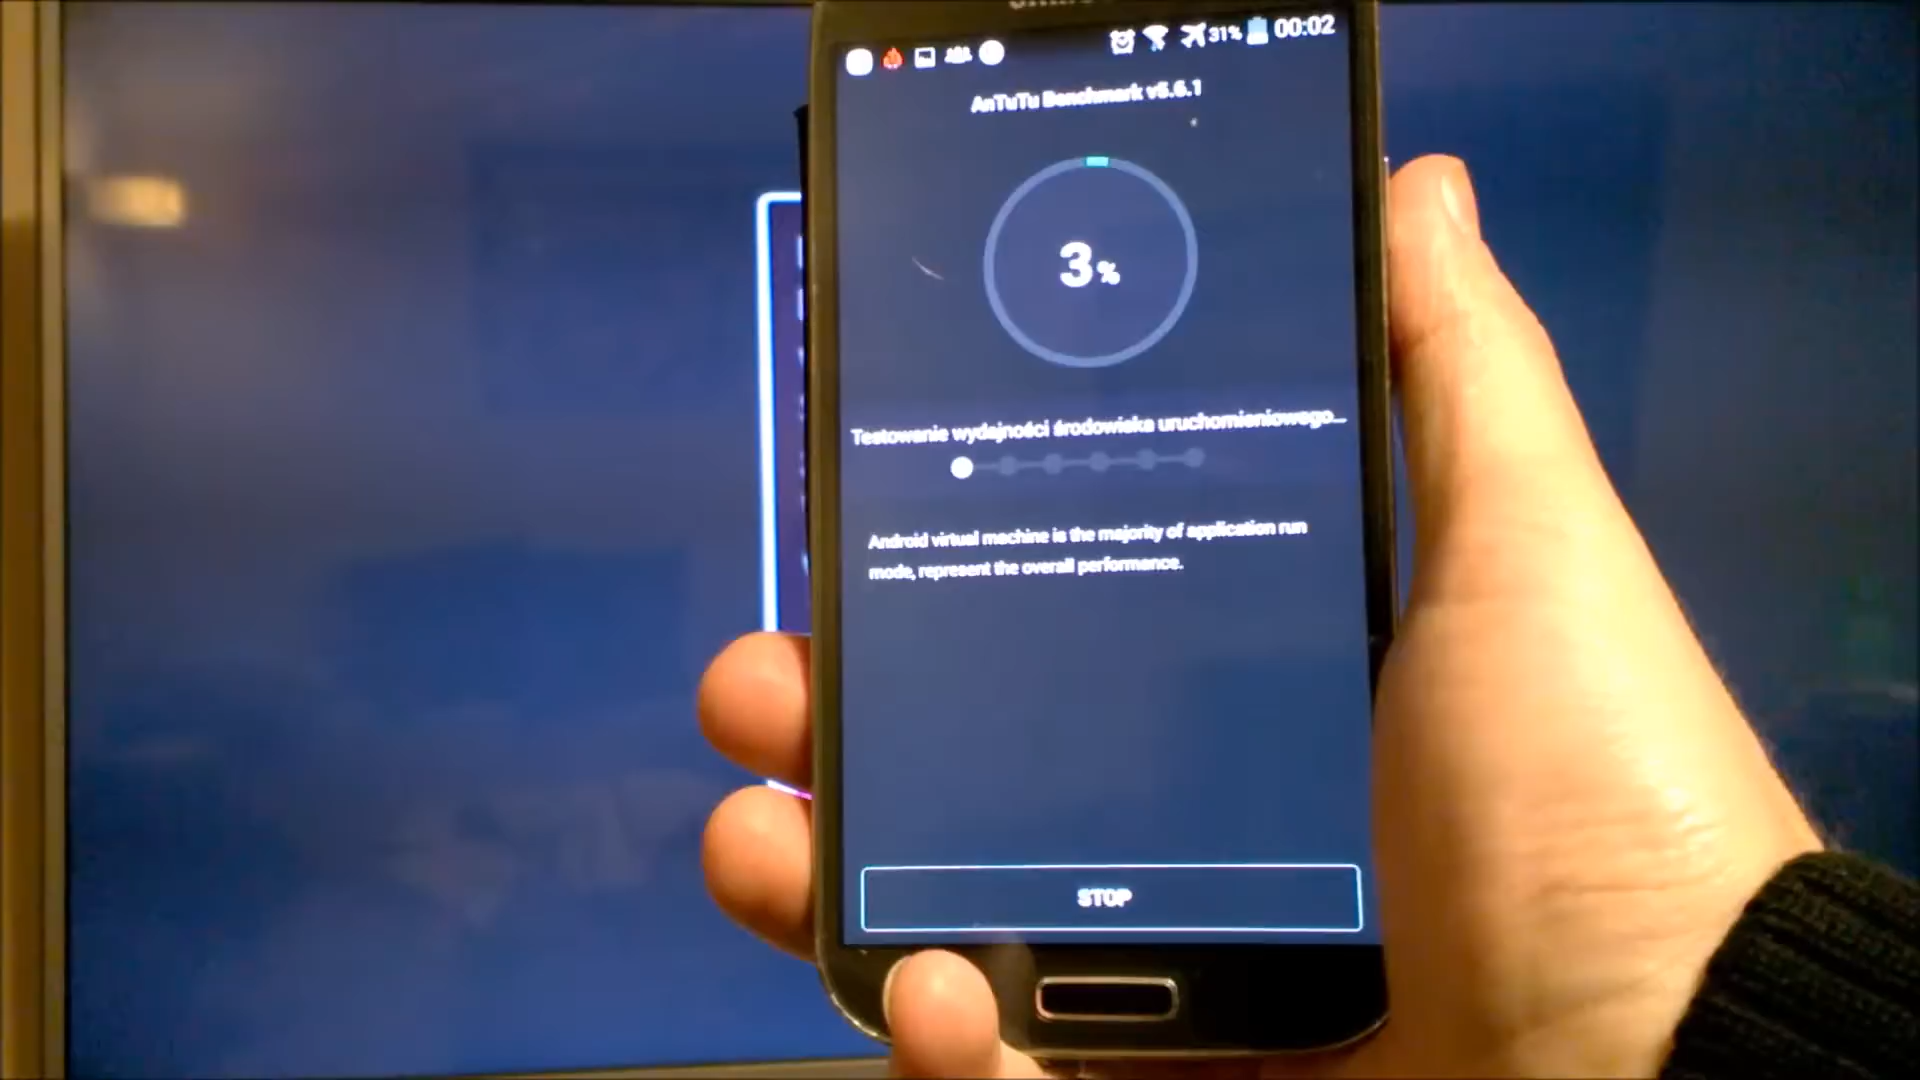 31% 00:02
AnTuTu Benchmark v5.6.1
3%
Testowanie wydajności środowiska uruchomieniowego...
Android virtual machine is the majority of application run
mode, represent the overall performance.
STOP